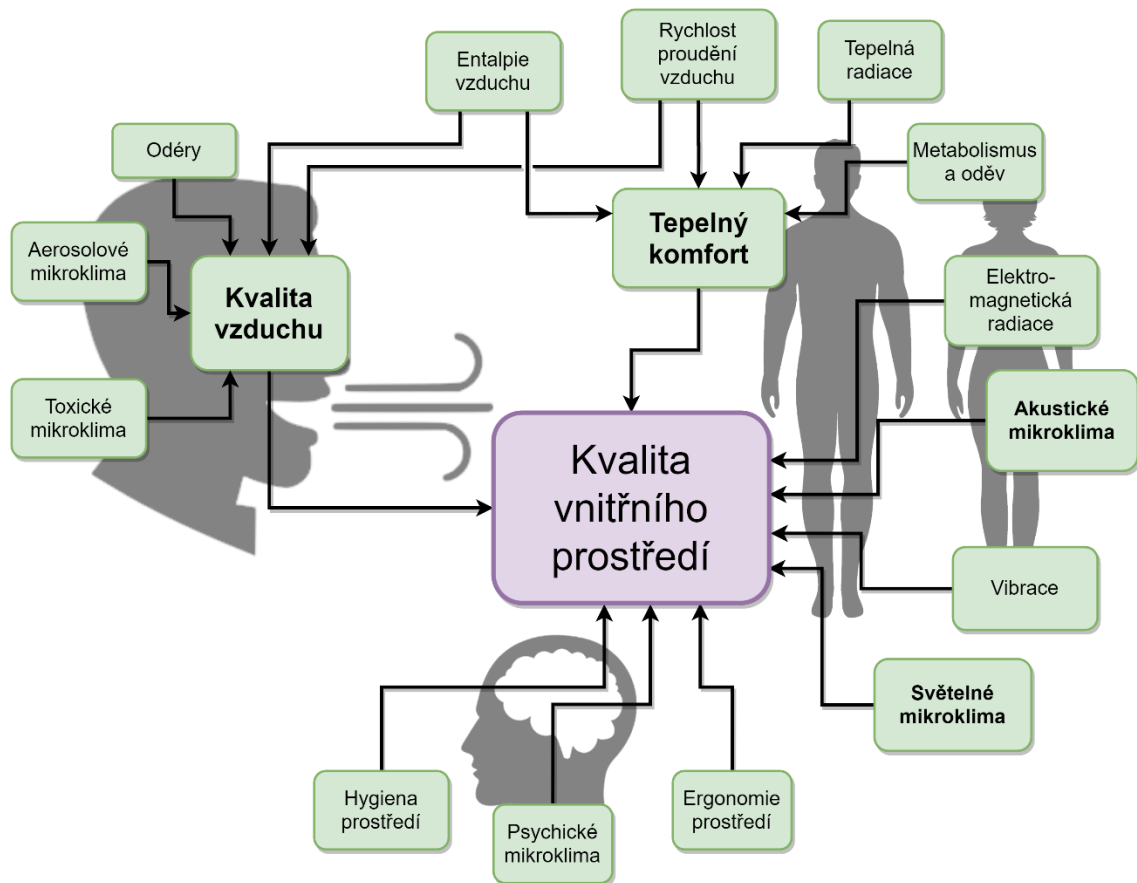 Rychlost
proudění
vzduchu
Tepelná
radiace
Entalpie
vzduchu
Odéry
Metabolismus
a oděv
Tepelný
komfort
Aerosolové
mikroklima
Kvalita
vzduchu
Elektro-
magnetická
radiace
Toxické
mikroklima
Akustické
mikroklima
Kvalita
vnitřního
prostředí
Vibrace
Světelné
mikroklima
Hygiena
prostředí
Psychické
mikroklima
Ergonomie
prostředí